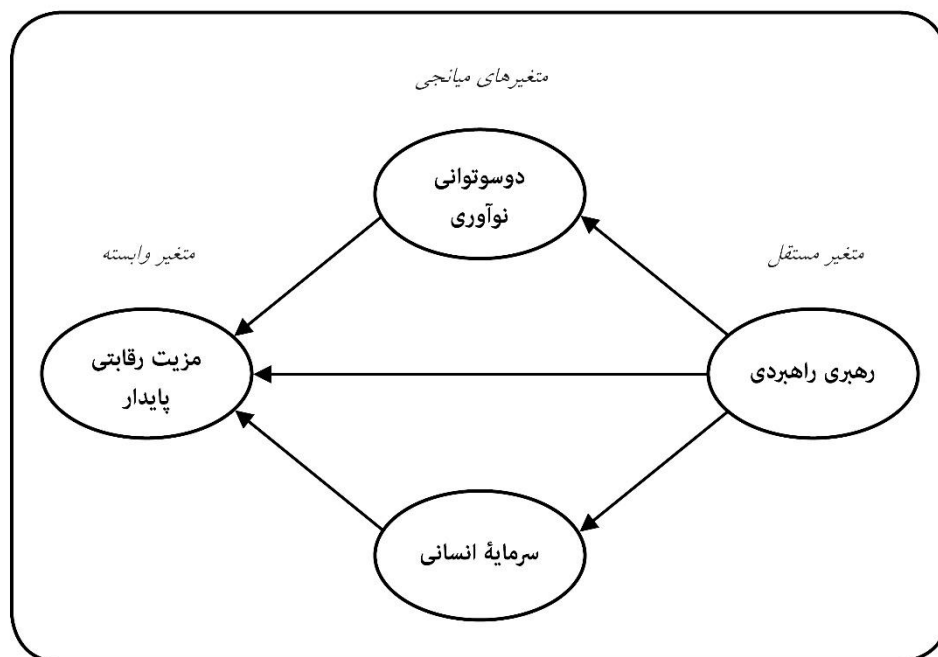 متغیرهای میانجی
دوسوتوانی
نوآوری
متغیر مستقل
متغیر وابسته
رهبری راهبردی
مزیت رقابتی
پایدار
سرمایهٔ انسانی